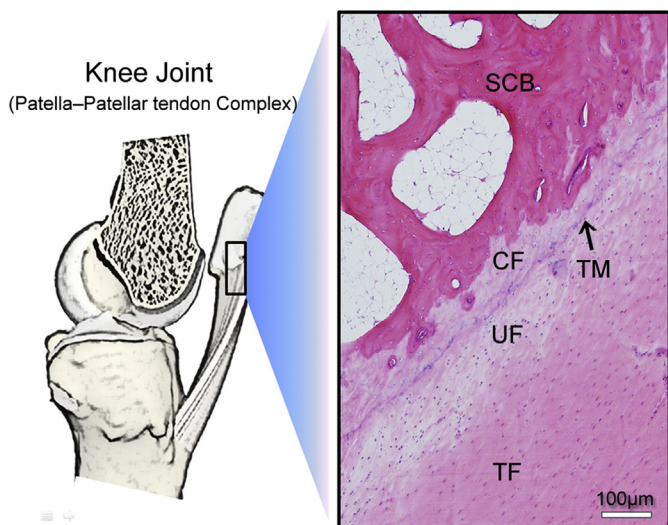 Knee Joint
(Patella–Patellar tendon Complex)
SCB
CF
TM
UF
TF
100μm